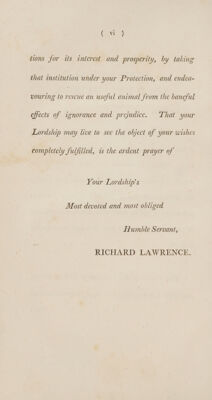 ( vi )
tions for its interest and prosperity, by taking
that institution under your Protection, and endea-
vouring to rescue an useful animal from the baneful
effects of ignorance and prejudice. That your
Lordship may live to see the object of your wishes
completely fulfilled, is the ardent prayer of
Your Lordship's
Most devoted and most obliged
Humble Servant,
RICHARD LAWRENCE.